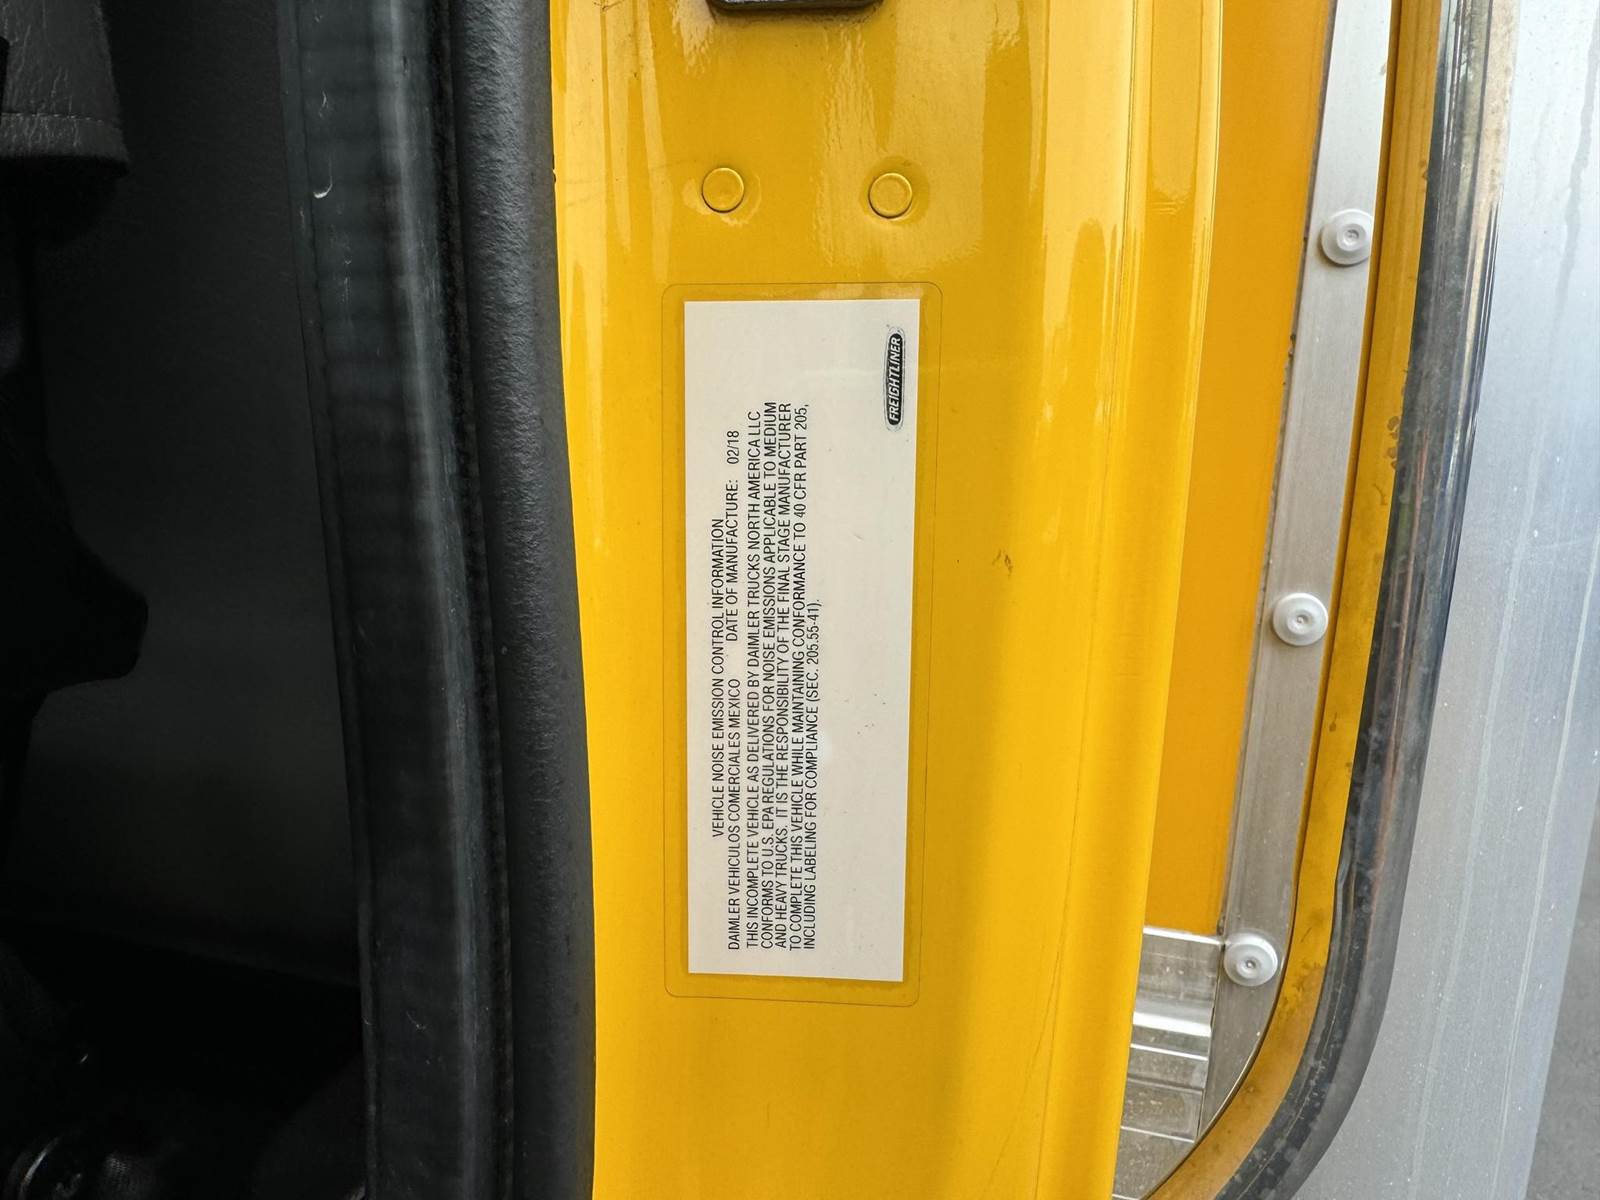 FREIGHTLINER
VEHICLE NOISE EMISSION CONTROL INFORMATION
DAIMLER VEHICULOS COMERCIALES MEXICO DATE OF MANUFACTURE: 02/18
THIS INCOMPLETE VEHICLE AS DELIVERED BY DAIMLER TRUCKS NORTH AMERICA LLC
CONFORMS TO U.S. EPA REGULATIONS FOR NOISE EMISSIONS APPLICABLE TO MEDIUM
AND HEAVY TRUCKS. IT IS THE RESPONSIBILITY OF THE FINAL STAGE MANUFACTURER
TO COMPLETE THIS VEHICLE WHILE MAINTAINING CONFORMANCE TO 40 CFR PART 205,
INCLUDING LABELING FOR COMPLIANCE (SEC. 205.55-41).